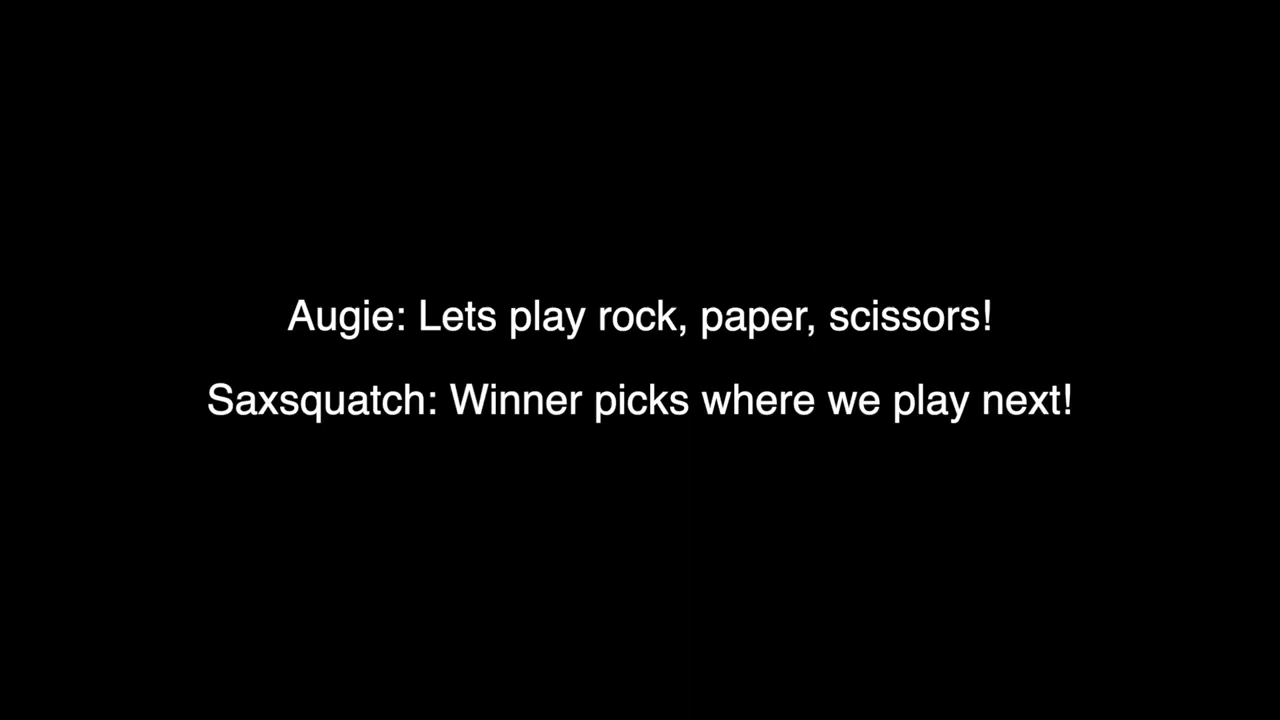 Augie: Lets play rock, paper, scissors!
Saxsquatch: Winner picks where we play next!